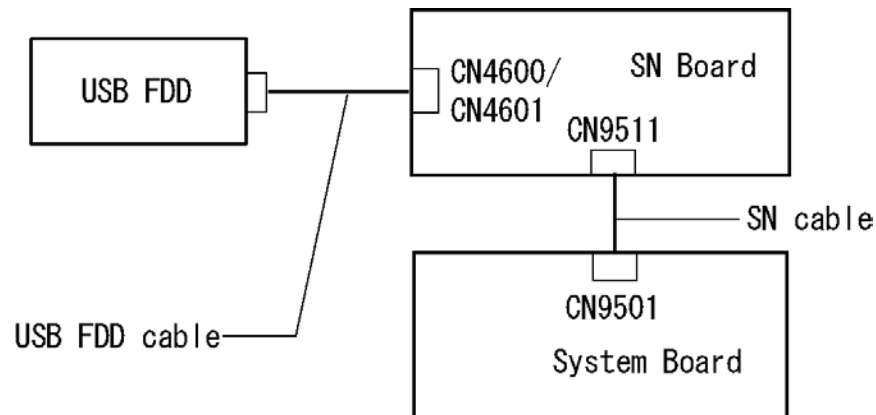 USB FDD
CN4600/
CN4601
SN Board
CN9511
SN cable
CN9501
USB FDD cable
System Board